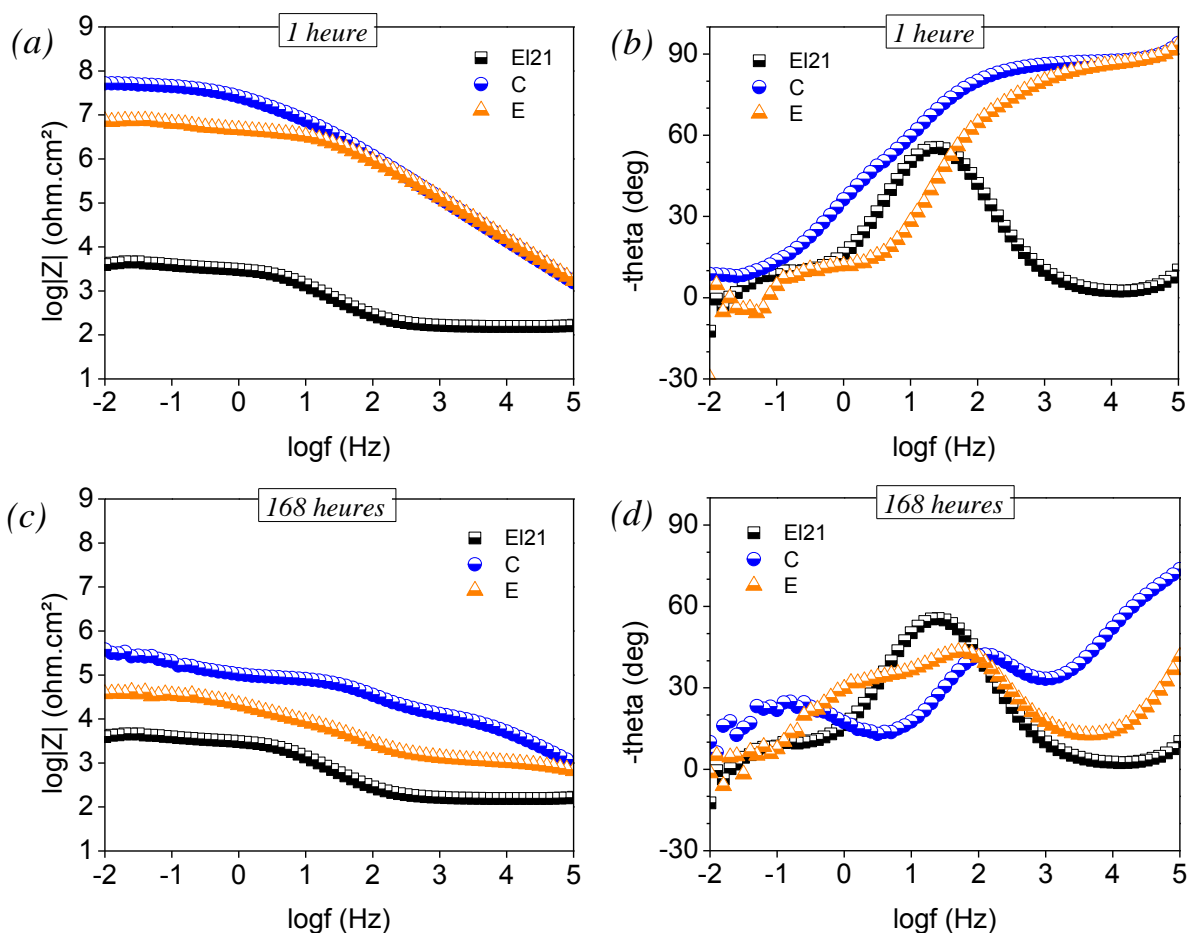 (a)
1 heure
El21
C
E
9
8
7
6
5
4
3
2
1
-2 -1 0 1 2 3 4 5
log|Z| (ohm.cm²)
logf (Hz)
(b)
1 heure
El21
C
E
90
60
30
0
-30
-2 -1 0 1 2 3 4 5
-theta (deg)
logf (Hz)
(c)
168 heures
El21
C
E
9
8
7
6
5
4
3
2
1
-2 -1 0 1 2 3 4 5
log|Z| (ohm.cm²)
logf (Hz)
(d)
168 heures
El21
C
E
90
60
30
0
-30
-2 -1 0 1 2 3 4 5
-theta (deg)
logf (Hz)